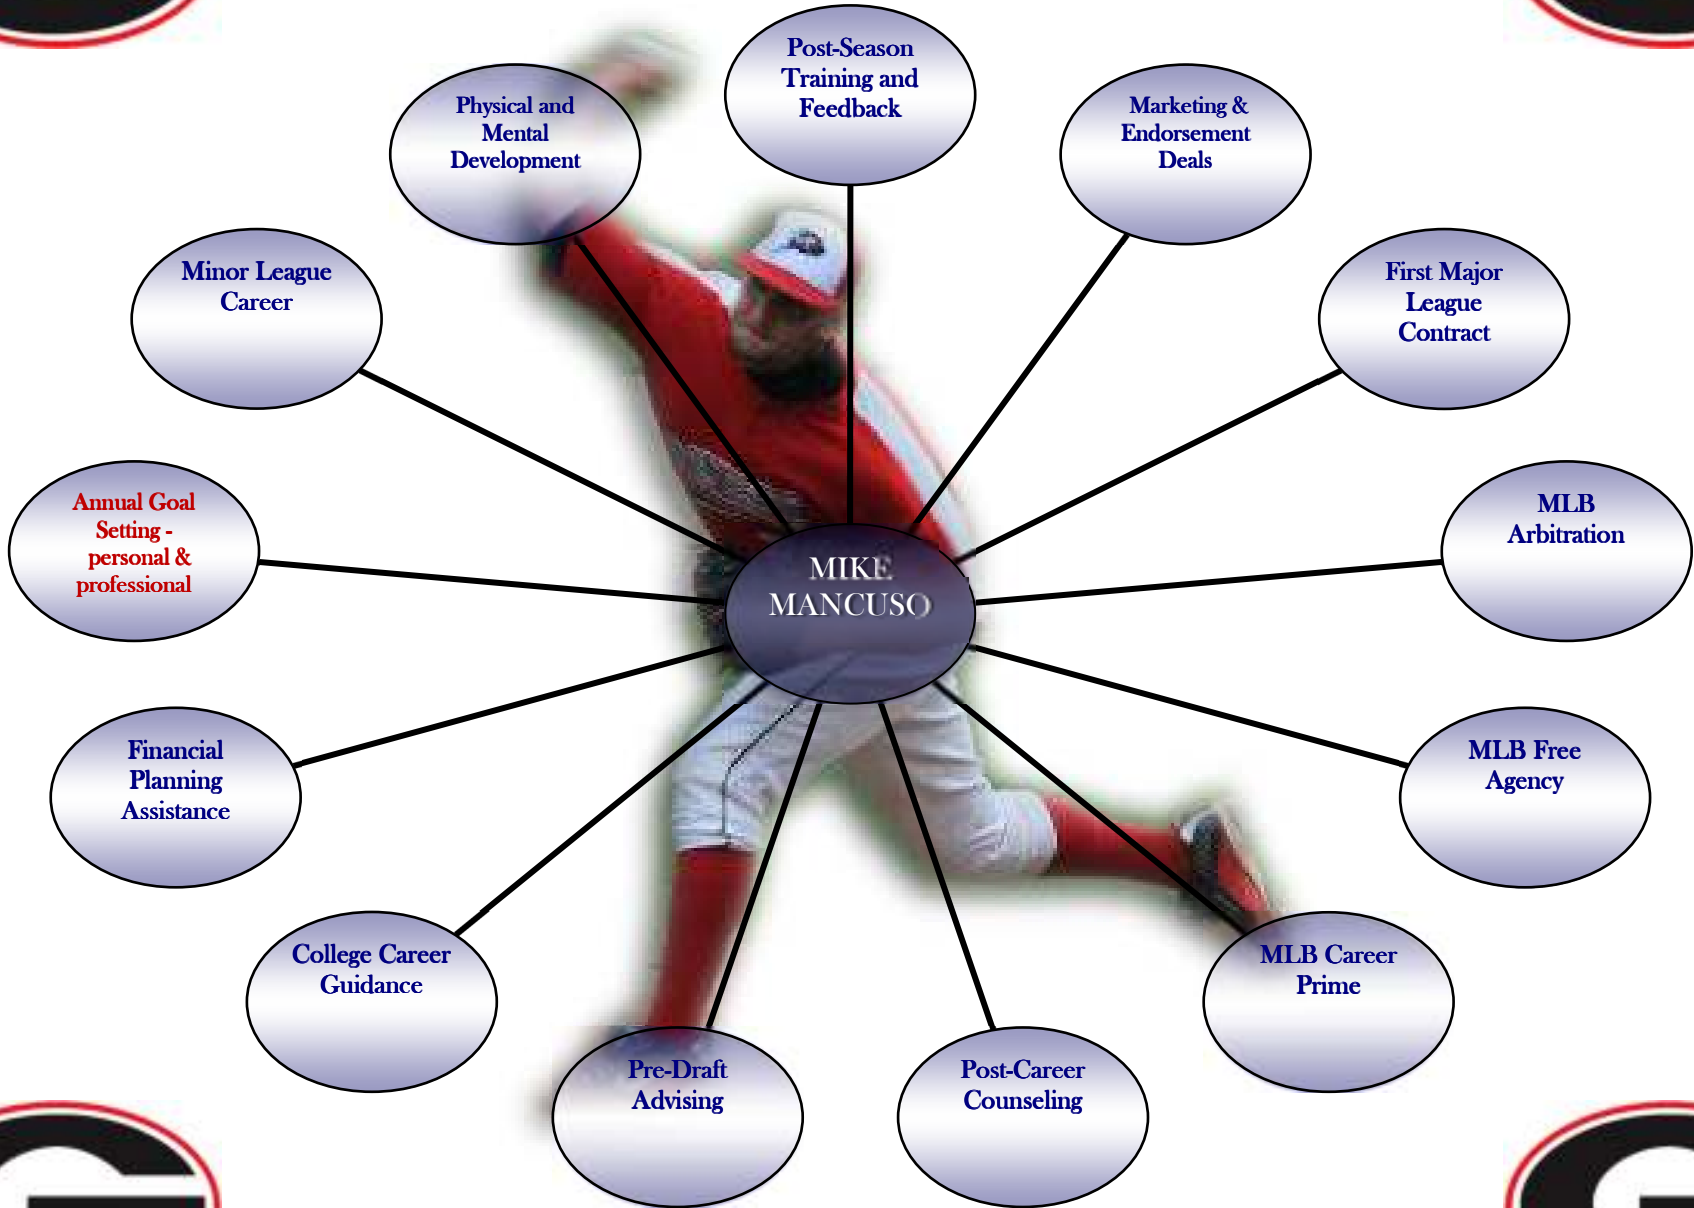 Post-Season
Training and
Feedback
Physical and
Mental
Development
Marketing &
Endorsement
Deals
Minor League
Career
First Major
League
Contract
Annual Goal
Setting -
personal &
professional
MLB
Arbitration
MIKE
MANCUSO
Financial
Planning
Assistance
MLB Free
Agency
College Career
Guidance
MLB Career
Prime
Pre-Draft
Advising
Post-Career
Counseling